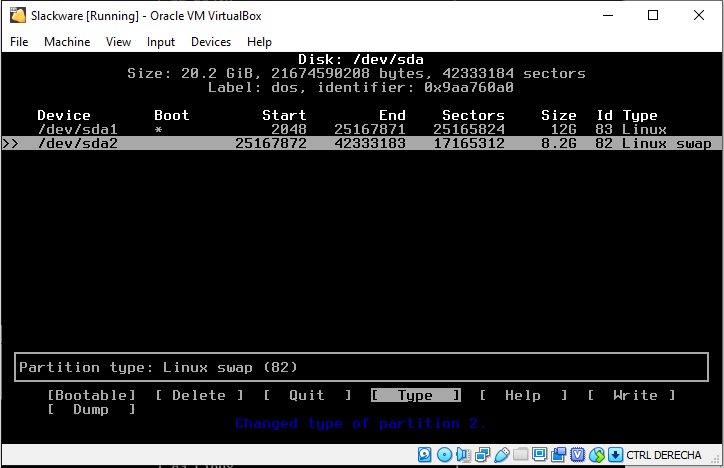 Slackware [Running] - Oracle VM VirtualBox
File Machine View Input Devices Help
Disk: /dev/sda
Size: 20.2 GiB, 21674590208 bytes, 42333184 sectors
Label: dos, identifier: 0x9aa760a0
Device Boot Start End Sectors Size Id Type
/dev/sda1 * 2048 25167871 25165824 12G 83 Linux
>> /dev/sda2 25167872 42333183 17165312 8.2G 82 Linux swap
Partition type: Linux swap (82)
[Bootable] [ Delete ] [ Quit ] [ Type ] [ Help ] [ Write ]
[ Dump ]
Changed type of partition 2.
CTRL DERECHA